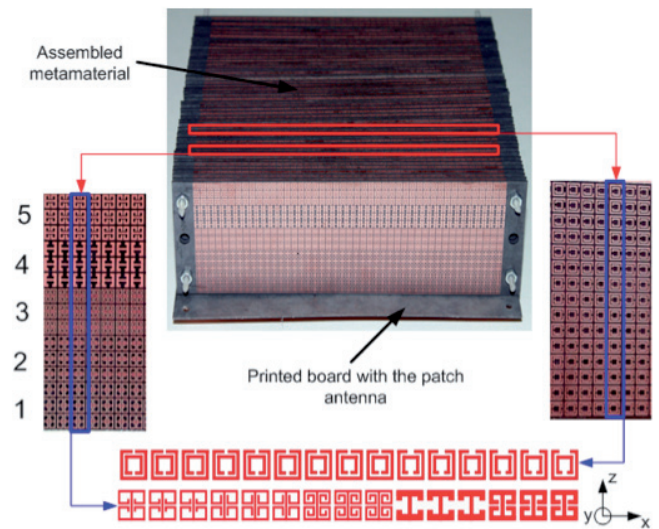 Assembled
metamaterial
5
4
3
2
1
Printed board with the patch
antenna
z
y
x